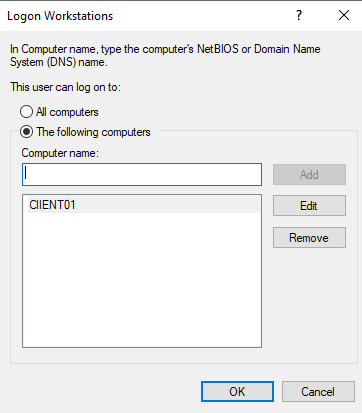 Logon Workstations
In Computer name, type the computer's NetBIOS or Domain Name
System (DNS) name.
This user can log on to:
All computers
The following computers
Computer name:
Add
CIIENT01
Edit
Remove
OK
Cancel